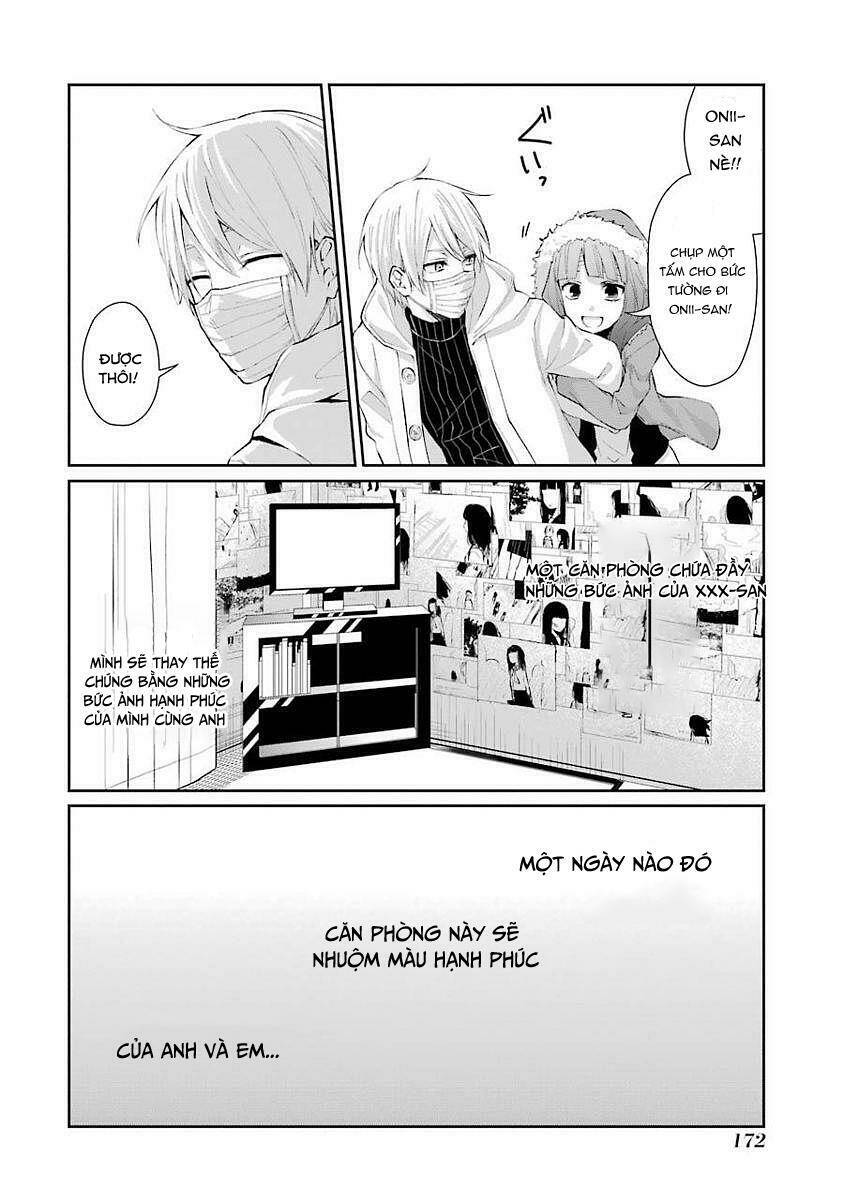 ONII-
SAN
NÈ!!
CHỤP MỘT
TẤM CHO BỨC
TƯỜNG ĐI
ONII-SAN!
ぐいっ
ĐƯỢC
THÔI!
MỘT CĂN PHÒNG CHỨA ĐẦY
NHỮNG BỨC ẢNH CỦA XXX-SAN
MÌNH SẼ THAY THẾ
CHÚNG BẰNG NHỮNG
BỨC ẢNH HẠNH PHÚC
CỦA MÌNH CÙNG ANH
MỘT NGÀY NÀO ĐÓ
CĂN PHÒNG NÀY SẼ
NHUỘM MÀU HẠNH PHÚC
CỦA ANH VÀ EM...
172